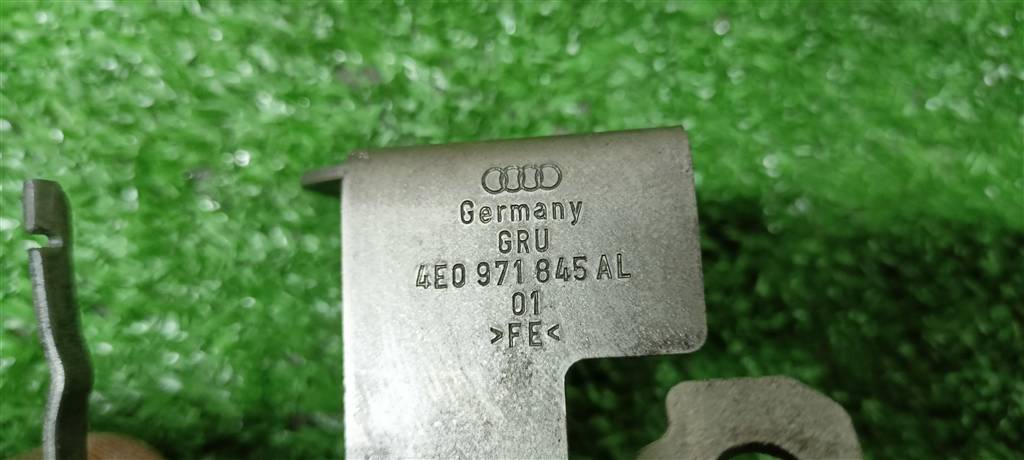 Germany
GRU
4E0 971 845 AL
01
>FE<